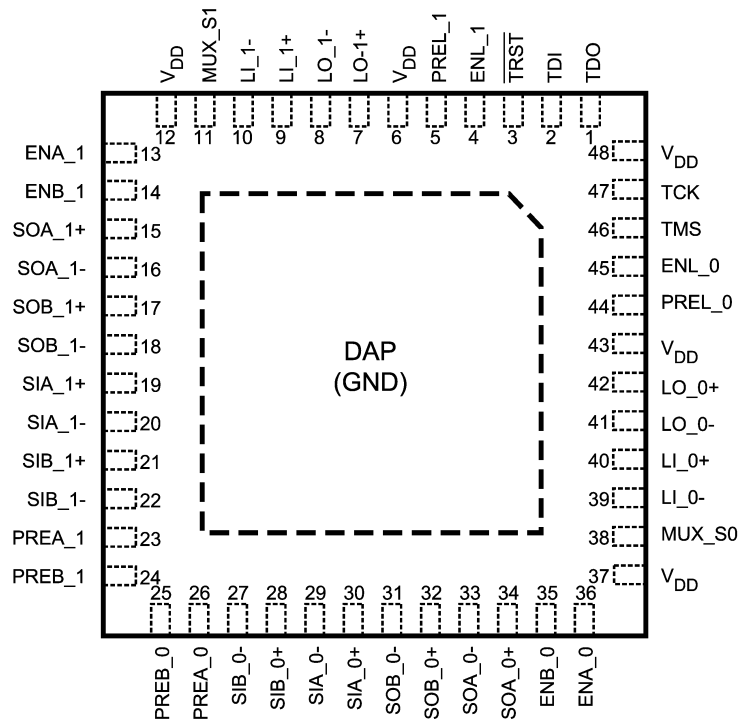 VDD
MUX_S1
LI_1-
LI_1+
LO_1-
LO-1+
VDD
PREL_1
ENL_1
TRST
TDI
TDO
12
11
10
9
8
7
6
5
4
3
2
1
ENA_1 13
ENB_1 14
SOA_1+ 15
SOA_1- 16
SOB_1+ 17
SOB_1- 18
SIA_1+ 19
SIA_1- 20
SIB_1+ 21
SIB_1- 22
PREA_1 23
PREB_1 24
DAP
(GND)
48 VDD
47 TCK
46 TMS
45 ENL_0
44 PREL_0
43 VDD
42 LO_0+
41 LO_0-
40 LI_0+
39 LI_0-
38 MUX_S0
37 VDD
25
26
27
28
29
30
31
32
33
34
35
36
PREB_0
PREA_0
SIB_0-
SIB_0+
SIA_0-
SIA_0+
SOB_0-
SOB_0+
SOA_0-
SOA_0+
ENB_0
ENA_0